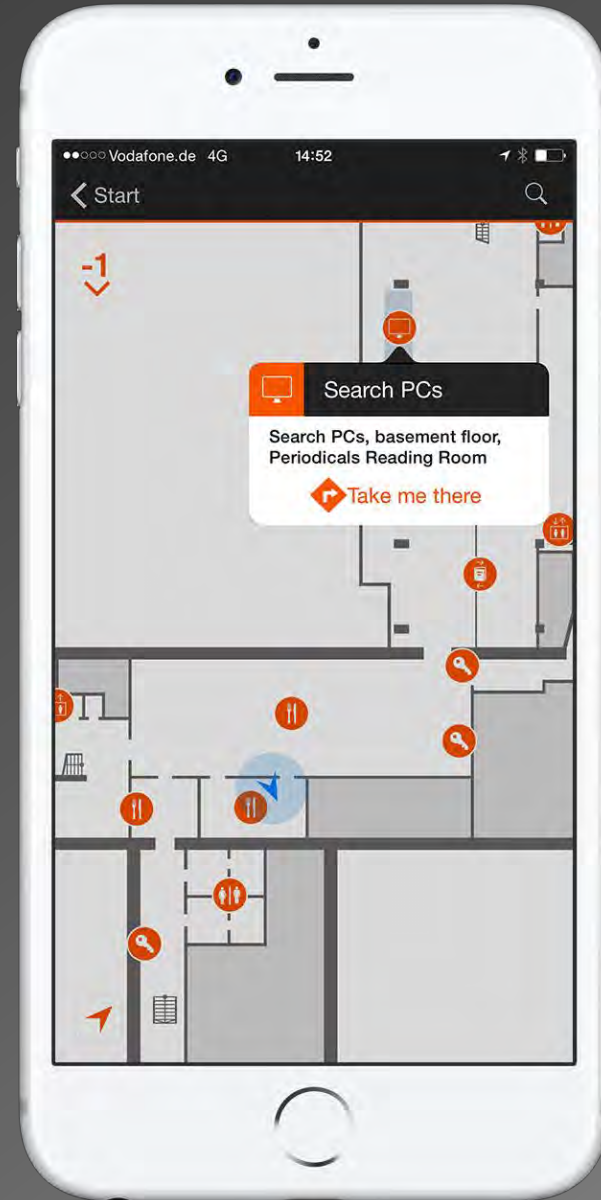 Vodafone.de 4G 14:52
Start
-1
Search PCs
Search PCs, basement floor,
Periodicals Reading Room
Take me there